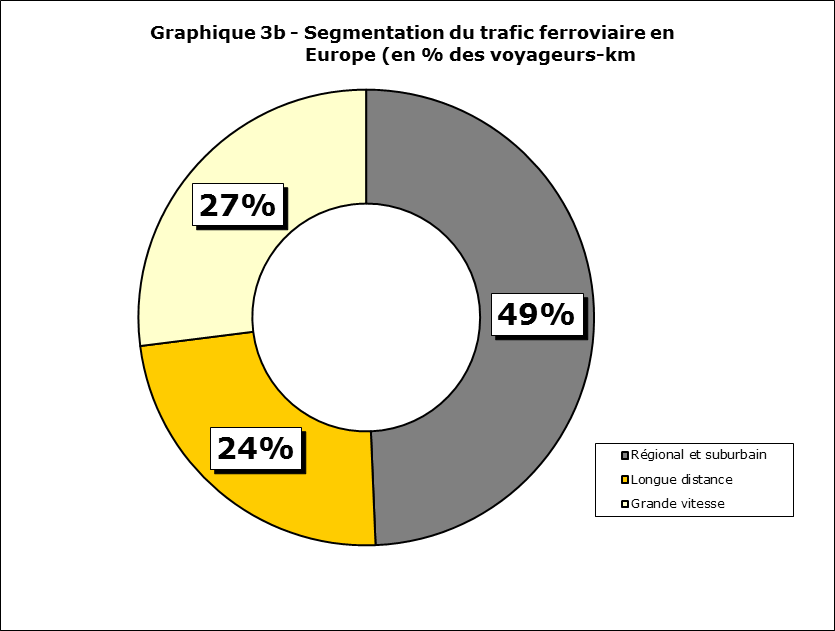 Graphique 3b - Segmentation du trafic ferroviaire en
Europe (en % des voyageurs-km
27%
49%
24%
Régional et suburbain
Longue distance
Grande vitesse